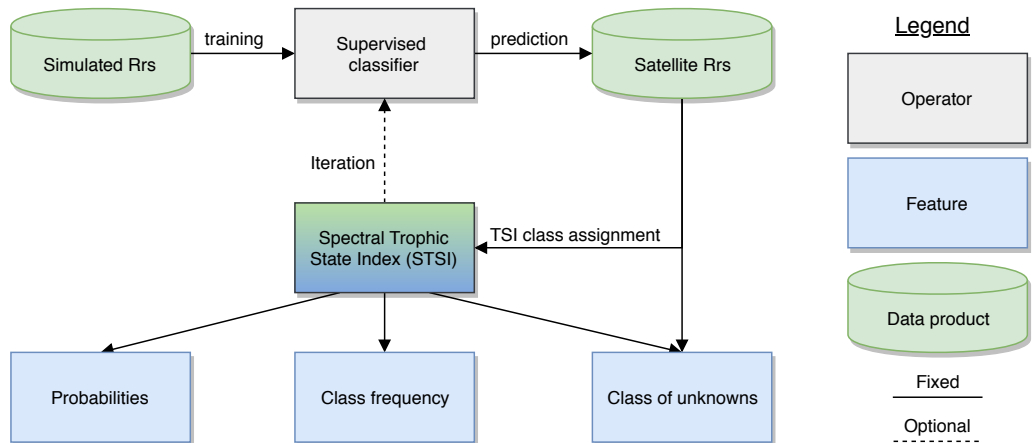 Simulated Rrs
training
Supervised
classifier
prediction
Satellite Rrs
Iteration
Spectral Trophic
State Index (STSI)
TSI class assignment
Probabilities
Class frequency
Class of unknowns
Legend
Operator
Feature
Data product
Fixed
Optional